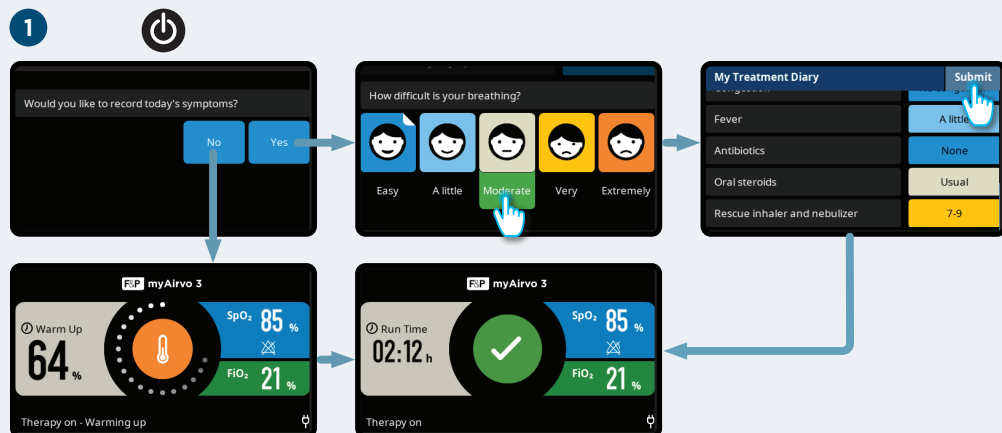 1
Would you like to record today's symptoms?
No
Yes
How difficult is your breathing?
Easy
A little
Moderate
Very
Extremely
My Treatment Diary
Submit
Fever
A little
Antibiotics
None
Oral steroids
Usual
Rescue inhaler and nebulizer
7-9
F&P myAirvo 3
Warm Up
64 %
SpO₂ 85 %
FiO₂ 21 %
Therapy on - Warming up
F&P myAirvo 3
Run Time
02:12 h
SpO₂ 85 %
FiO₂ 21 %
Therapy on